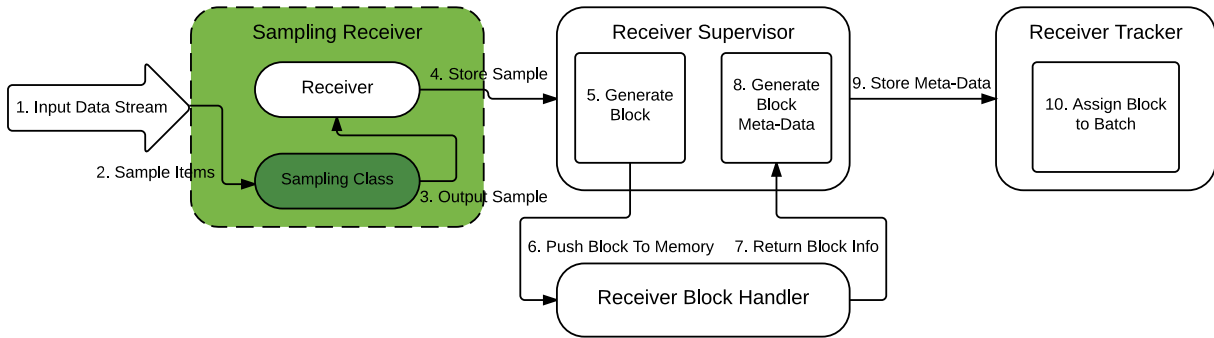 Sampling Receiver
Receiver Supervisor
Receiver Tracker
1. Input Data Stream
Receiver
4. Store Sample
5. Generate
Block
8. Generate
Block
Meta-Data
9. Store Meta-Data
10. Assign Block
to Batch
2. Sample Items
Sampling Class
3. Output Sample
6. Push Block To Memory
7. Return Block Info
Receiver Block Handler